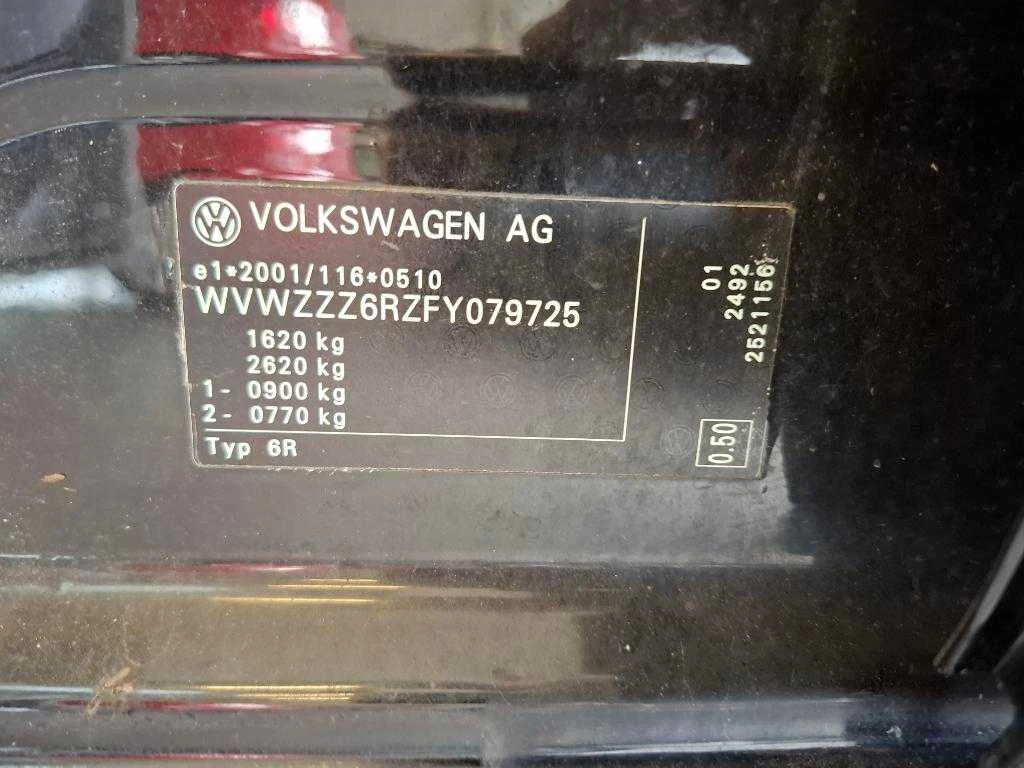 VOLKSWAGEN AG
e1*2001/116*0510
WVWZZZ6RZFY079725
1620 kg
2620 kg
1- 0900 kg
2- 0770 kg
Typ 6R
01
2492
2521156
0.50